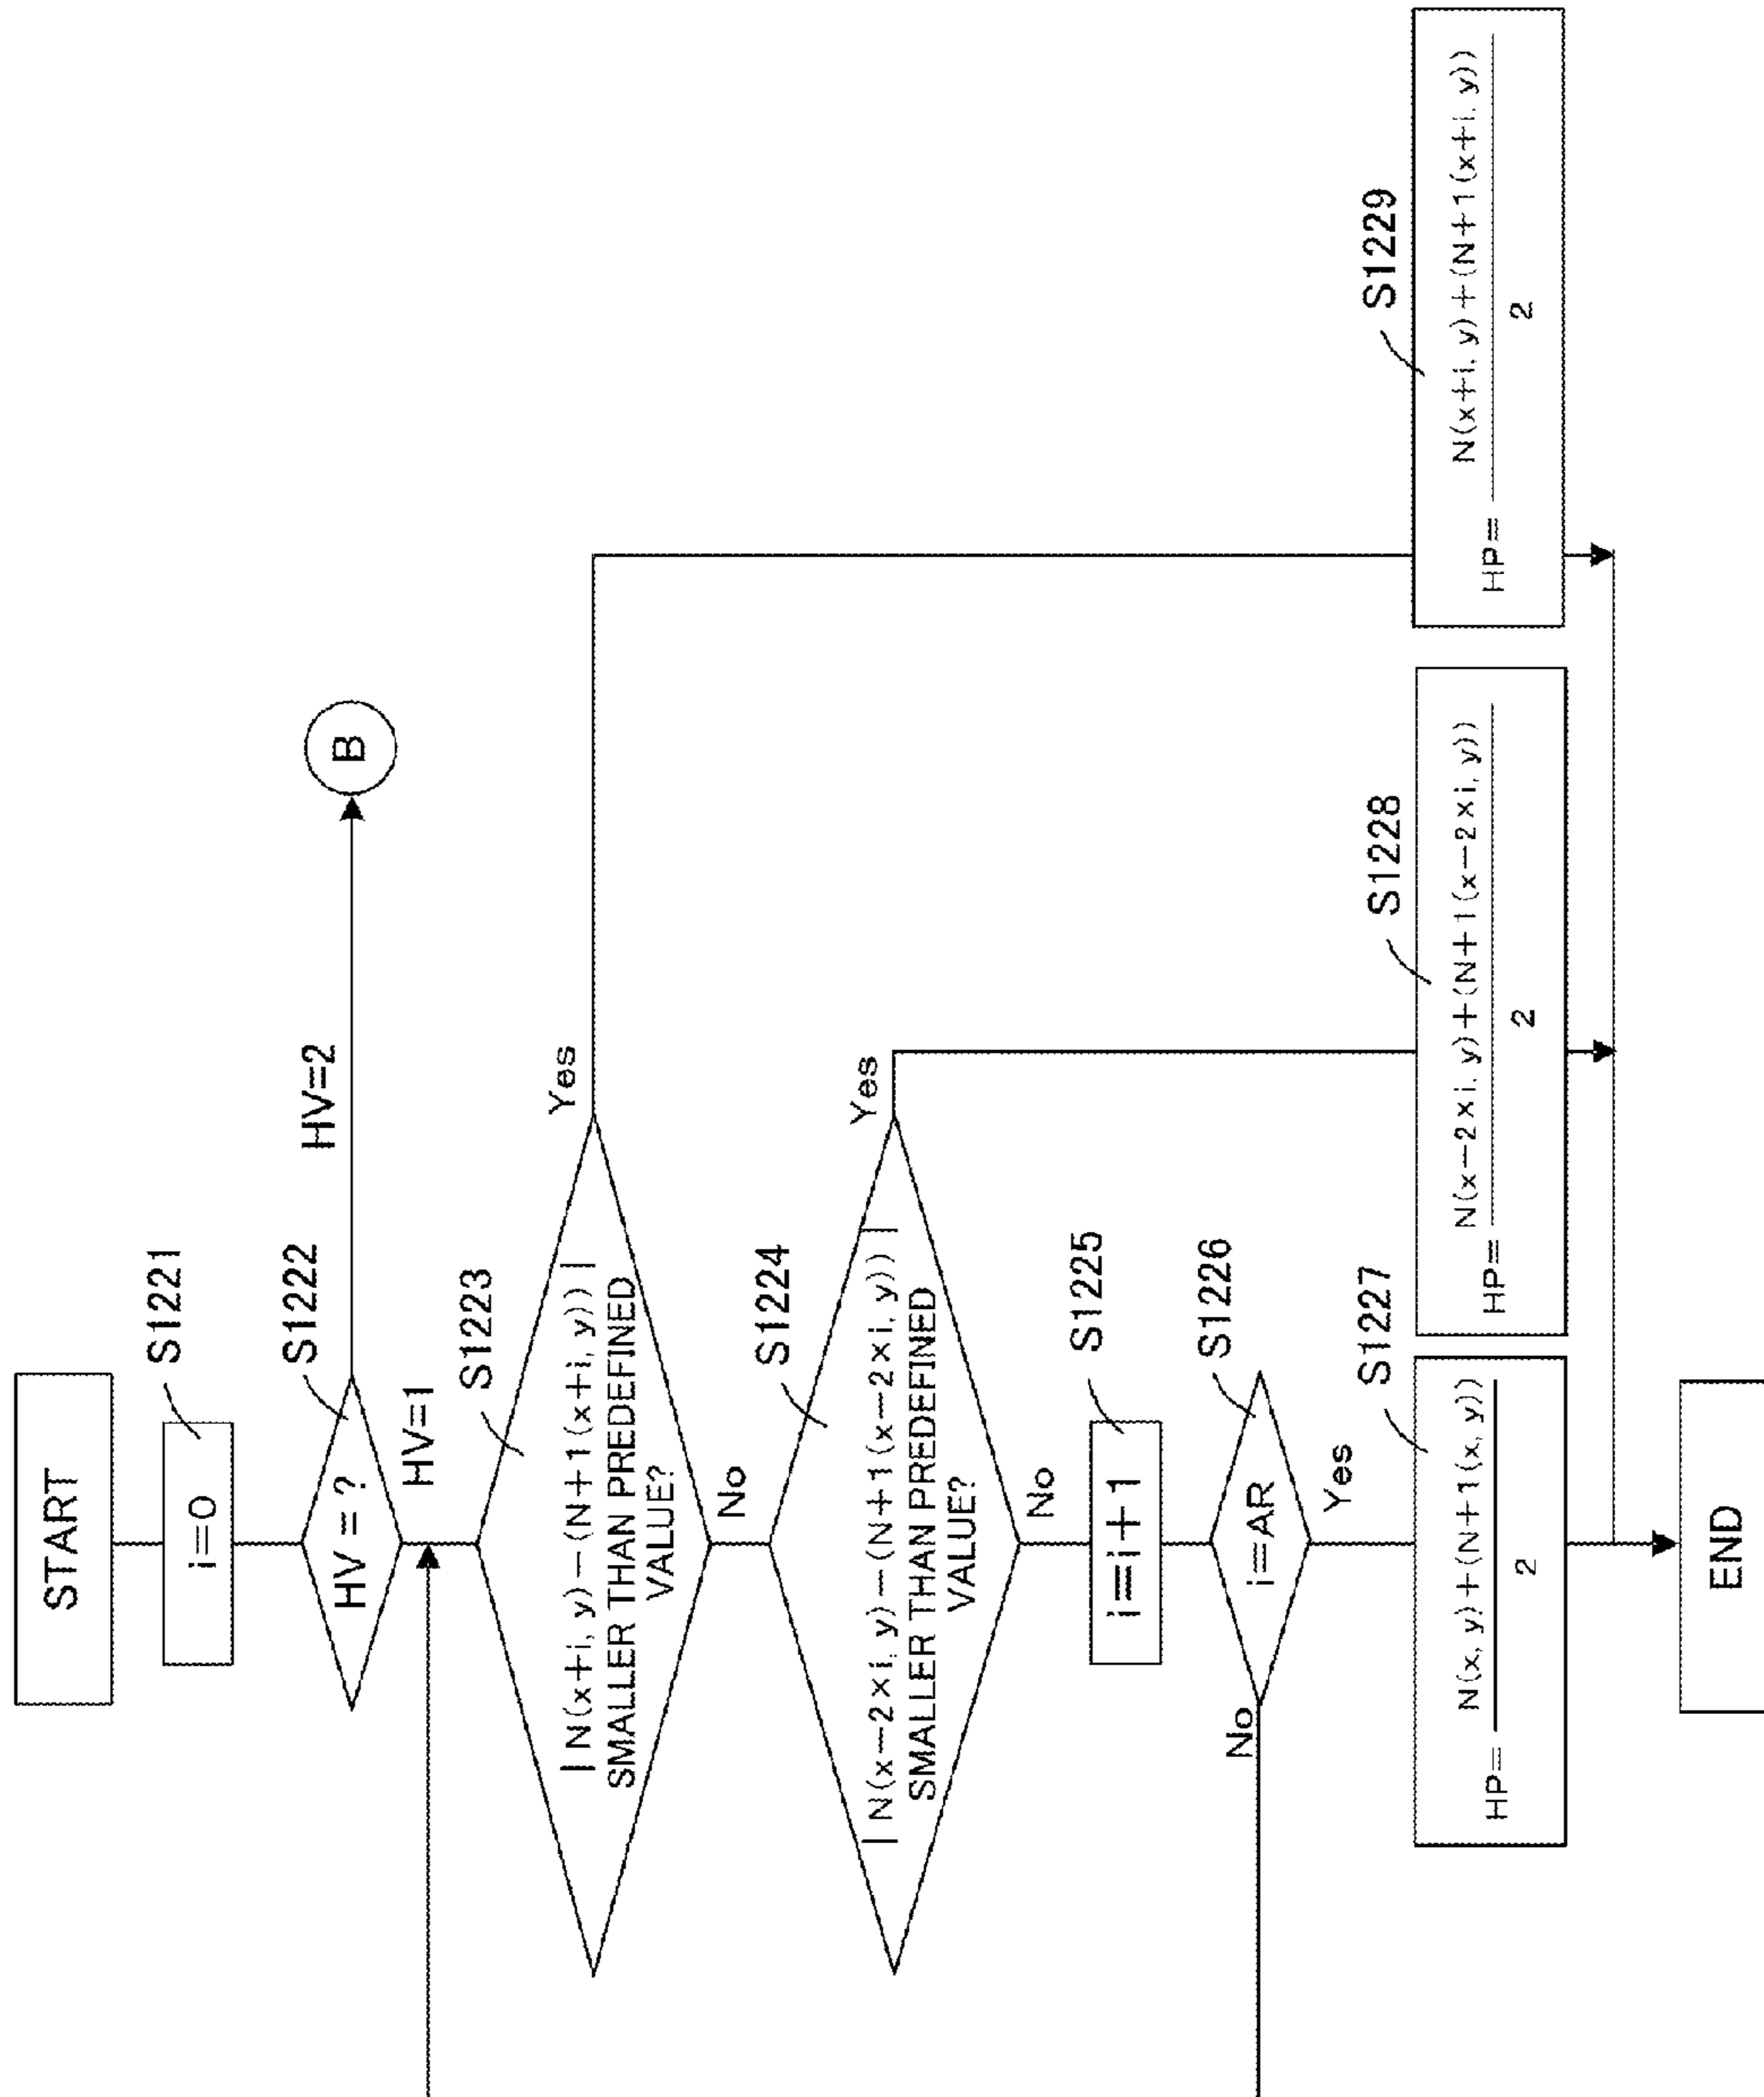 START
S1221
i=0
S1222
HV = ?
HV=2
B
HV=1
S1223
|N(x+i, y)-(N+1(x+i, y))|
SMALLER THAN PREDEFINED
VALUE?
Yes
No
S1224
|N(x-2×i, y)-(N+1(x-2×i, y))|
SMALLER THAN PREDEFINED
VALUE?
Yes
No
S1225
i=i+1
S1226
i=AR
No
Yes
S1227
HP= N(x, y)+(N+1(x, y))
2
S1228
HP= N(x-2×i, y)+(N+1(x-2×i, y))
2
S1229
HP= N(x+i, y)+(N+1(x+i, y))
2
END